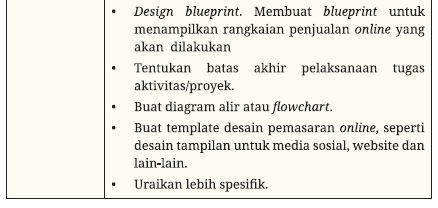 • Design blueprint. Membuat blueprint untuk
menampilkan rangkaian penjualan online yang
akan dilakukan
• Tentukan batas akhir pelaksanaan tugas
aktivitas/proyek.
• Buat diagram alir atau flowchart.
• Buat template desain pemasaran online, seperti
desain tampilan untuk media sosial, website dan
lain-lain.
• Uraikan lebih spesifik.